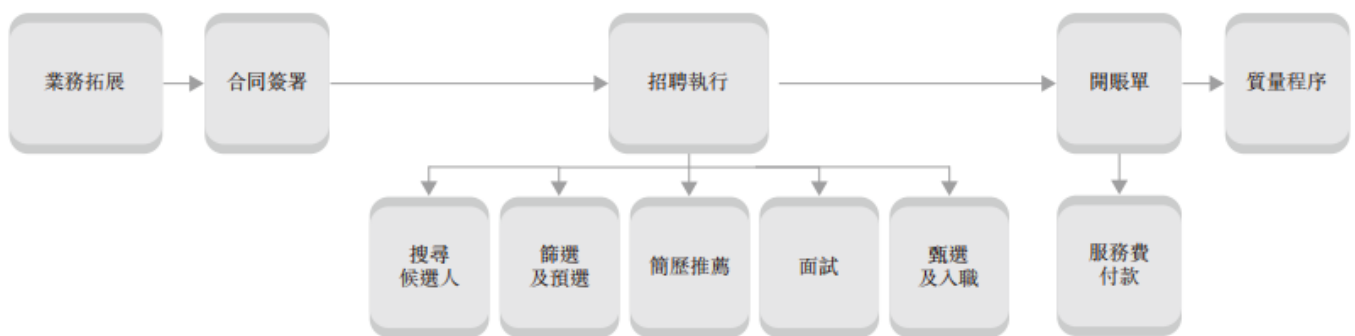 業務拓展
合同簽署
招聘執行
開賬單
質量程序
搜尋
候選人
篩選
及預選
簡歷推薦
面試
甄選
及入職
服務費
付款